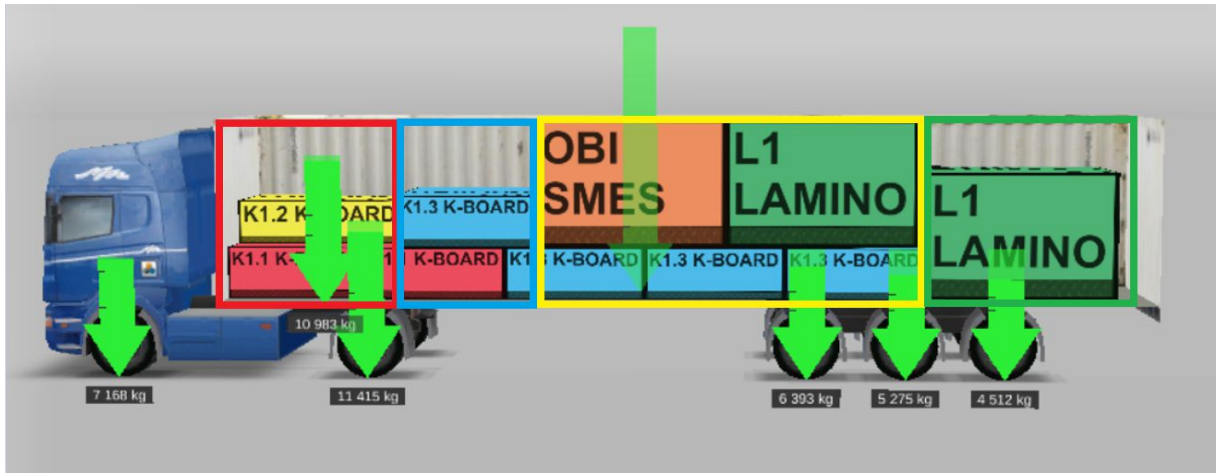 OBI
SMES
L1
LAMINO
K1.2 K-BOARD
K1.3 K-BOARD
L1
LAMINO
K1.1 K-
K-BOARD
K-BOARD
K1.3 K-BOARD
K1.3 K-BOARD
10 983 kg
7 168 kg
11 415 kg
6 393 kg
5 275 kg
4 512 kg